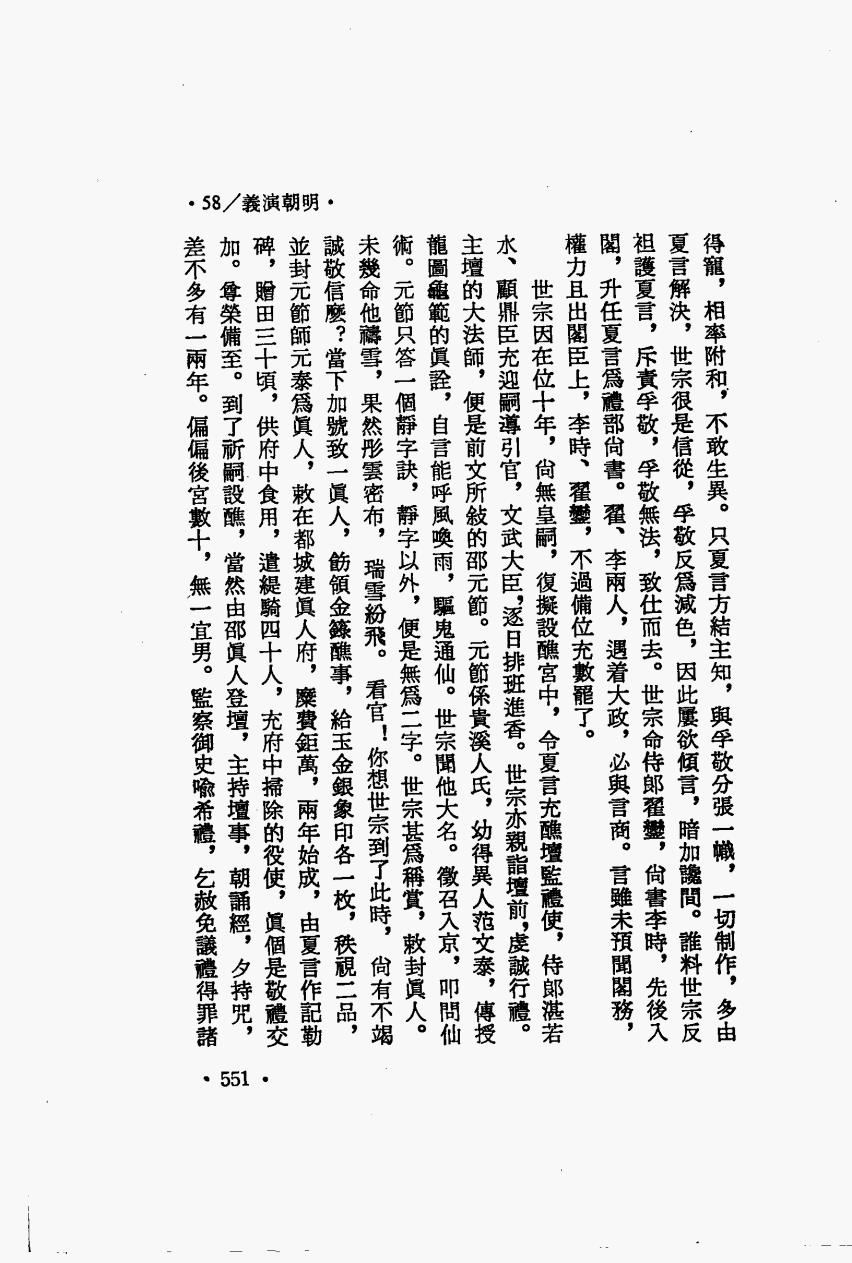 •58／義演朝明•
得寵，相率附和，不敢生異。只夏言方結主知，與孚敬分張一幟，一切制作，多由
夏言解決，世宗很是信從，孚敬反爲減色，因此屢欲傾言，暗加讒間。誰料世宗反
袒護夏言，斥責孚敬，孚敬無法，致仕而去。世宗命侍郞翟鑾，尙書李時，先後入
閣，升任夏言爲禮部尙書。翟、李兩人，遇着大政，必與言商。言雖未預聞閣務，
權力且出閣臣上，李時、翟鑾，不過備位充數罷了。
世宗因在位十年，尙無皇嗣，復擬設醮宮中，令夏言充醮壇監禮使，侍郞湛若
水、顧鼎臣充迎嗣導引官，文武大臣，逐日排班進香。世宗亦親詣壇前，虔誠行禮。
主壇的大法師，便是前文所敍的邵元節。元節係貴溪人氏，幼得異人范文泰，傳授
龍圖龜範的眞詮，自言能呼風喚雨，驅鬼通仙。世宗聞他大名。徵召入京，叩問仙
術。元節只答一個靜字訣，靜字以外，便是無爲二字。世宗甚爲稱賞，敕封眞人。
未幾命他禱雪，果然彤雲密布，瑞雪紛飛。看官！你想世宗到了此時，尙有不竭
誠敬信麼？當下加號致一眞人，飭領金籙醮事，給玉金銀象印各一枚，秩視二品，
並封元節師元泰爲眞人，敕在都城建眞人府，糜費鉅萬，兩年始成，由夏言作記勒
碑，贈田三十頃，供府中食用，遣緹騎四十人，充府中掃除的役使，眞個是敬禮交
加。尊榮備至。到了祈嗣設醮，當然由邵眞人登壇，主持壇事，朝誦經，夕持咒，
差不多有一兩年。偏偏後宮數十，無一宜男。監察御史喩希禮，乞赦免議禮得罪諸
•551•